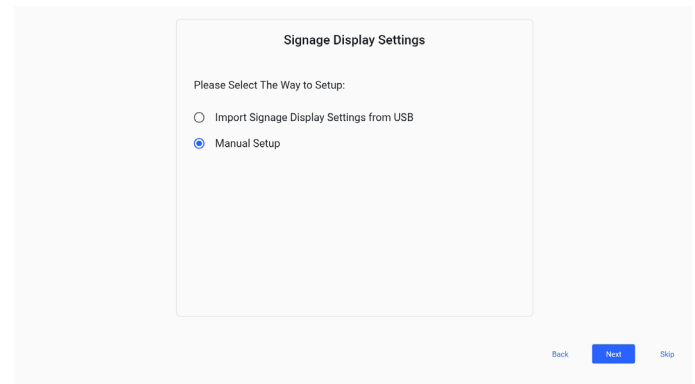 Signage Display Settings
Please Select The Way to Setup:
Import Signage Display Settings from USB
Manual Setup
Back
Next
Skip